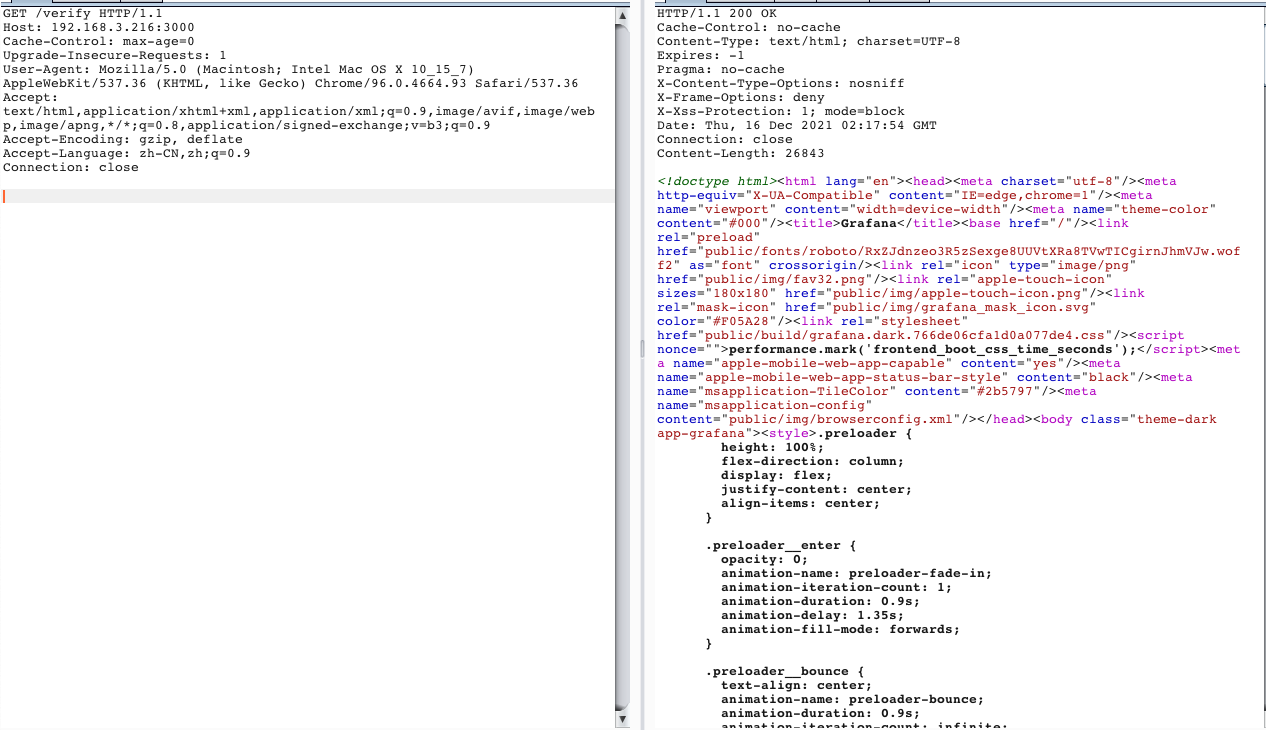 GET /verify HTTP/1.1
Host: 192.168.3.216:3000
Cache-Control: max-age=0
Upgrade-Insecure-Requests: 1
User-Agent: Mozilla/5.0 (Macintosh; Intel Mac OS X 10_15_7)
AppleWebKit/537.36 (KHTML, like Gecko) Chrome/96.0.4664.93 Safari/537.36
Accept:
text/html,application/xhtml+xml,application/xml;q=0.9,image/avif,image/web
p,image/apng,*/*;q=0.8,application/signed-exchange;v=b3;q=0.9
Accept-Encoding: gzip, deflate
Accept-Language: zh-CN,zh;q=0.9
Connection: close
HTTP/1.1 200 OK
Cache-Control: no-cache
Content-Type: text/html; charset=UTF-8
Expires: -1
Pragma: no-cache
X-Content-Type-Options: nosniff
X-Frame-Options: deny
X-Xss-Protection: 1; mode=block
Date: Thu, 16 Dec 2021 02:17:54 GMT
Connection: close
Content-Length: 26843
<!doctype html><html lang="en"><head><meta charset="utf-8"/><meta
http-equiv="X-UA-Compatible" content="IE=edge,chrome=1"/><meta
name="viewport" content="width=device-width"/><meta name="theme-color"
content="#000"/><title>Grafana</title><base href="/"/><link
rel="preload"
href="public/fonts/roboto/RxZJdnzeo3R5zSexge8UUVtXRa8TVwTICgirnJhmVJw.wof
f2" as="font" crossorigin/><link rel="icon" type="image/png"
href="public/img/fav32.png"/><link rel="apple-touch-icon"
sizes="180x180" href="public/img/apple-touch-icon.png"/><link
rel="mask-icon" href="public/img/grafana_mask_icon.svg"
color="#F05A28"/><link rel="stylesheet"
href="public/build/grafana.dark.766de06cfa1d0a077de4.css"/><script
nonce="">performance.mark('frontend_boot_css_time_seconds');</script><met
a name="apple-mobile-web-app-capable" content="yes"/><meta
name="apple-mobile-web-app-status-bar-style" content="black"/><meta
name="msapplication-TileColor" content="#2b5797"/><meta
name="msapplication-config"
content="public/img/browserconfig.xml"/></head><body class="theme-dark
app-grafana"><style>.preloader {
height: 100%;
flex-direction: column;
display: flex;
justify-content: center;
align-items: center;
}
.preloader__enter {
opacity: 0;
animation-name: preloader-fade-in;
animation-iteration-count: 1;
animation-duration: 0.9s;
animation-delay: 1.35s;
animation-fill-mode: forwards;
}
.preloader__bounce {
text-align: center;
animation-name: preloader-bounce;
animation-duration: 0.9s;
animation-iteration-count: infinite;